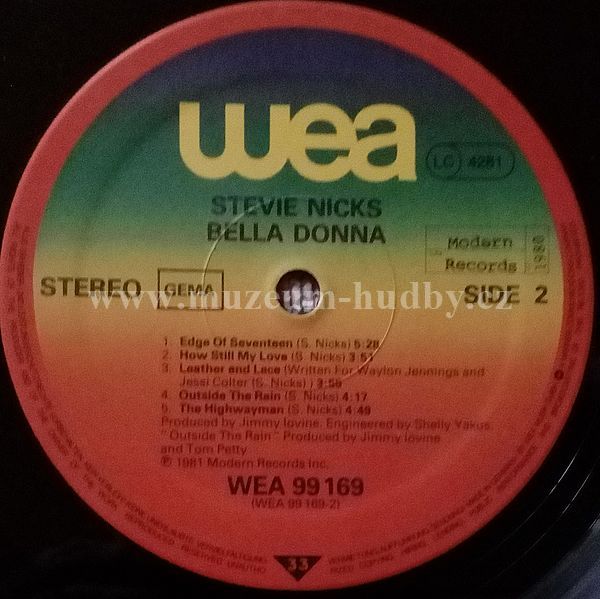 wea
LC 4281
STEVIE NICKS
BELLA DONNA
Modern
Records
1980
STEREO GEMA SIDE 2
www.muzeum-hudby.cz
1. Edge Of Seventeen (S. Nicks) 5:28
2. How Still My Love (S. Nicks) 3:51
3. Leather and Lace (Written For Waylon Jennings and
Jessi Colter (S. Nicks) ) 3:56
4. Outside The Rain (S. Nicks) 4:17
5. The Highwayman (S. Nicks) 4:49
Produced by Jimmy Iovine. Engineered by Shelly Yakus.
"Outside The Rain" Produced by Jimmy Iovine
and Tom Petty
℗ 1981 Modern Records Inc.
WEA 99 169
(WEA 99 169-2)
33